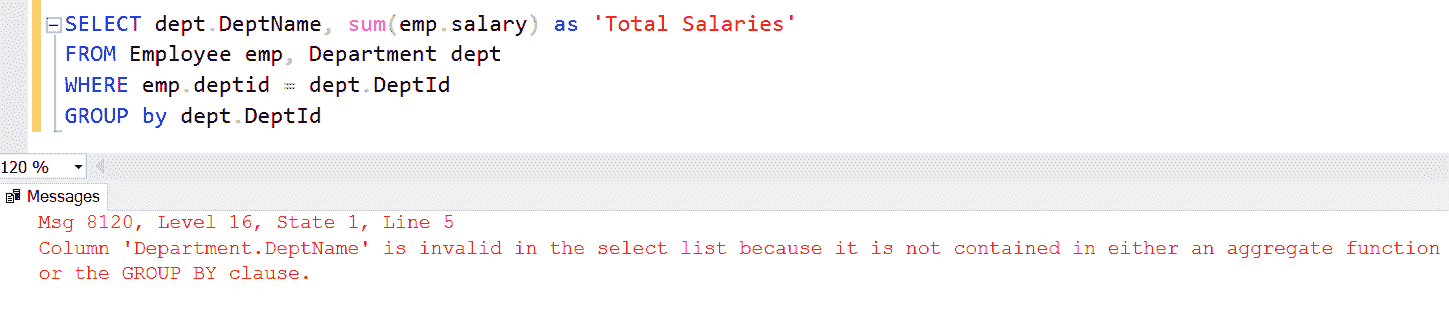 SELECT dept.DeptName, sum(emp.salary) as 'Total Salaries'
FROM Employee emp, Department dept
WHERE emp.deptid = dept.DeptId
GROUP by dept.DeptId
120 %
Messages
Msg 8120, Level 16, State 1, Line 5
Column 'Department.DeptName' is invalid in the select list because it is not contained in either an aggregate function
or the GROUP BY clause.